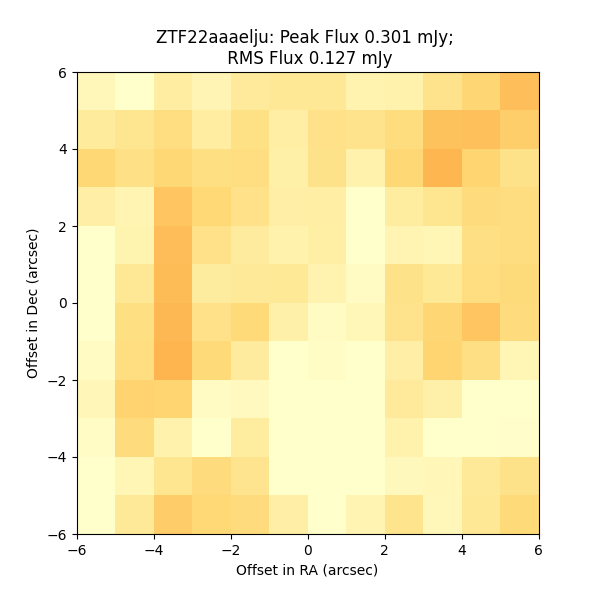 ZTF22aaaelju: Peak Flux 0.301 mJy;
RMS Flux 0.127 mJy
6
4
2
0
−2
−4
−6
Offset in Dec (arcsec)
−6 −4 −2 0 2 4 6
Offset in RA (arcsec)